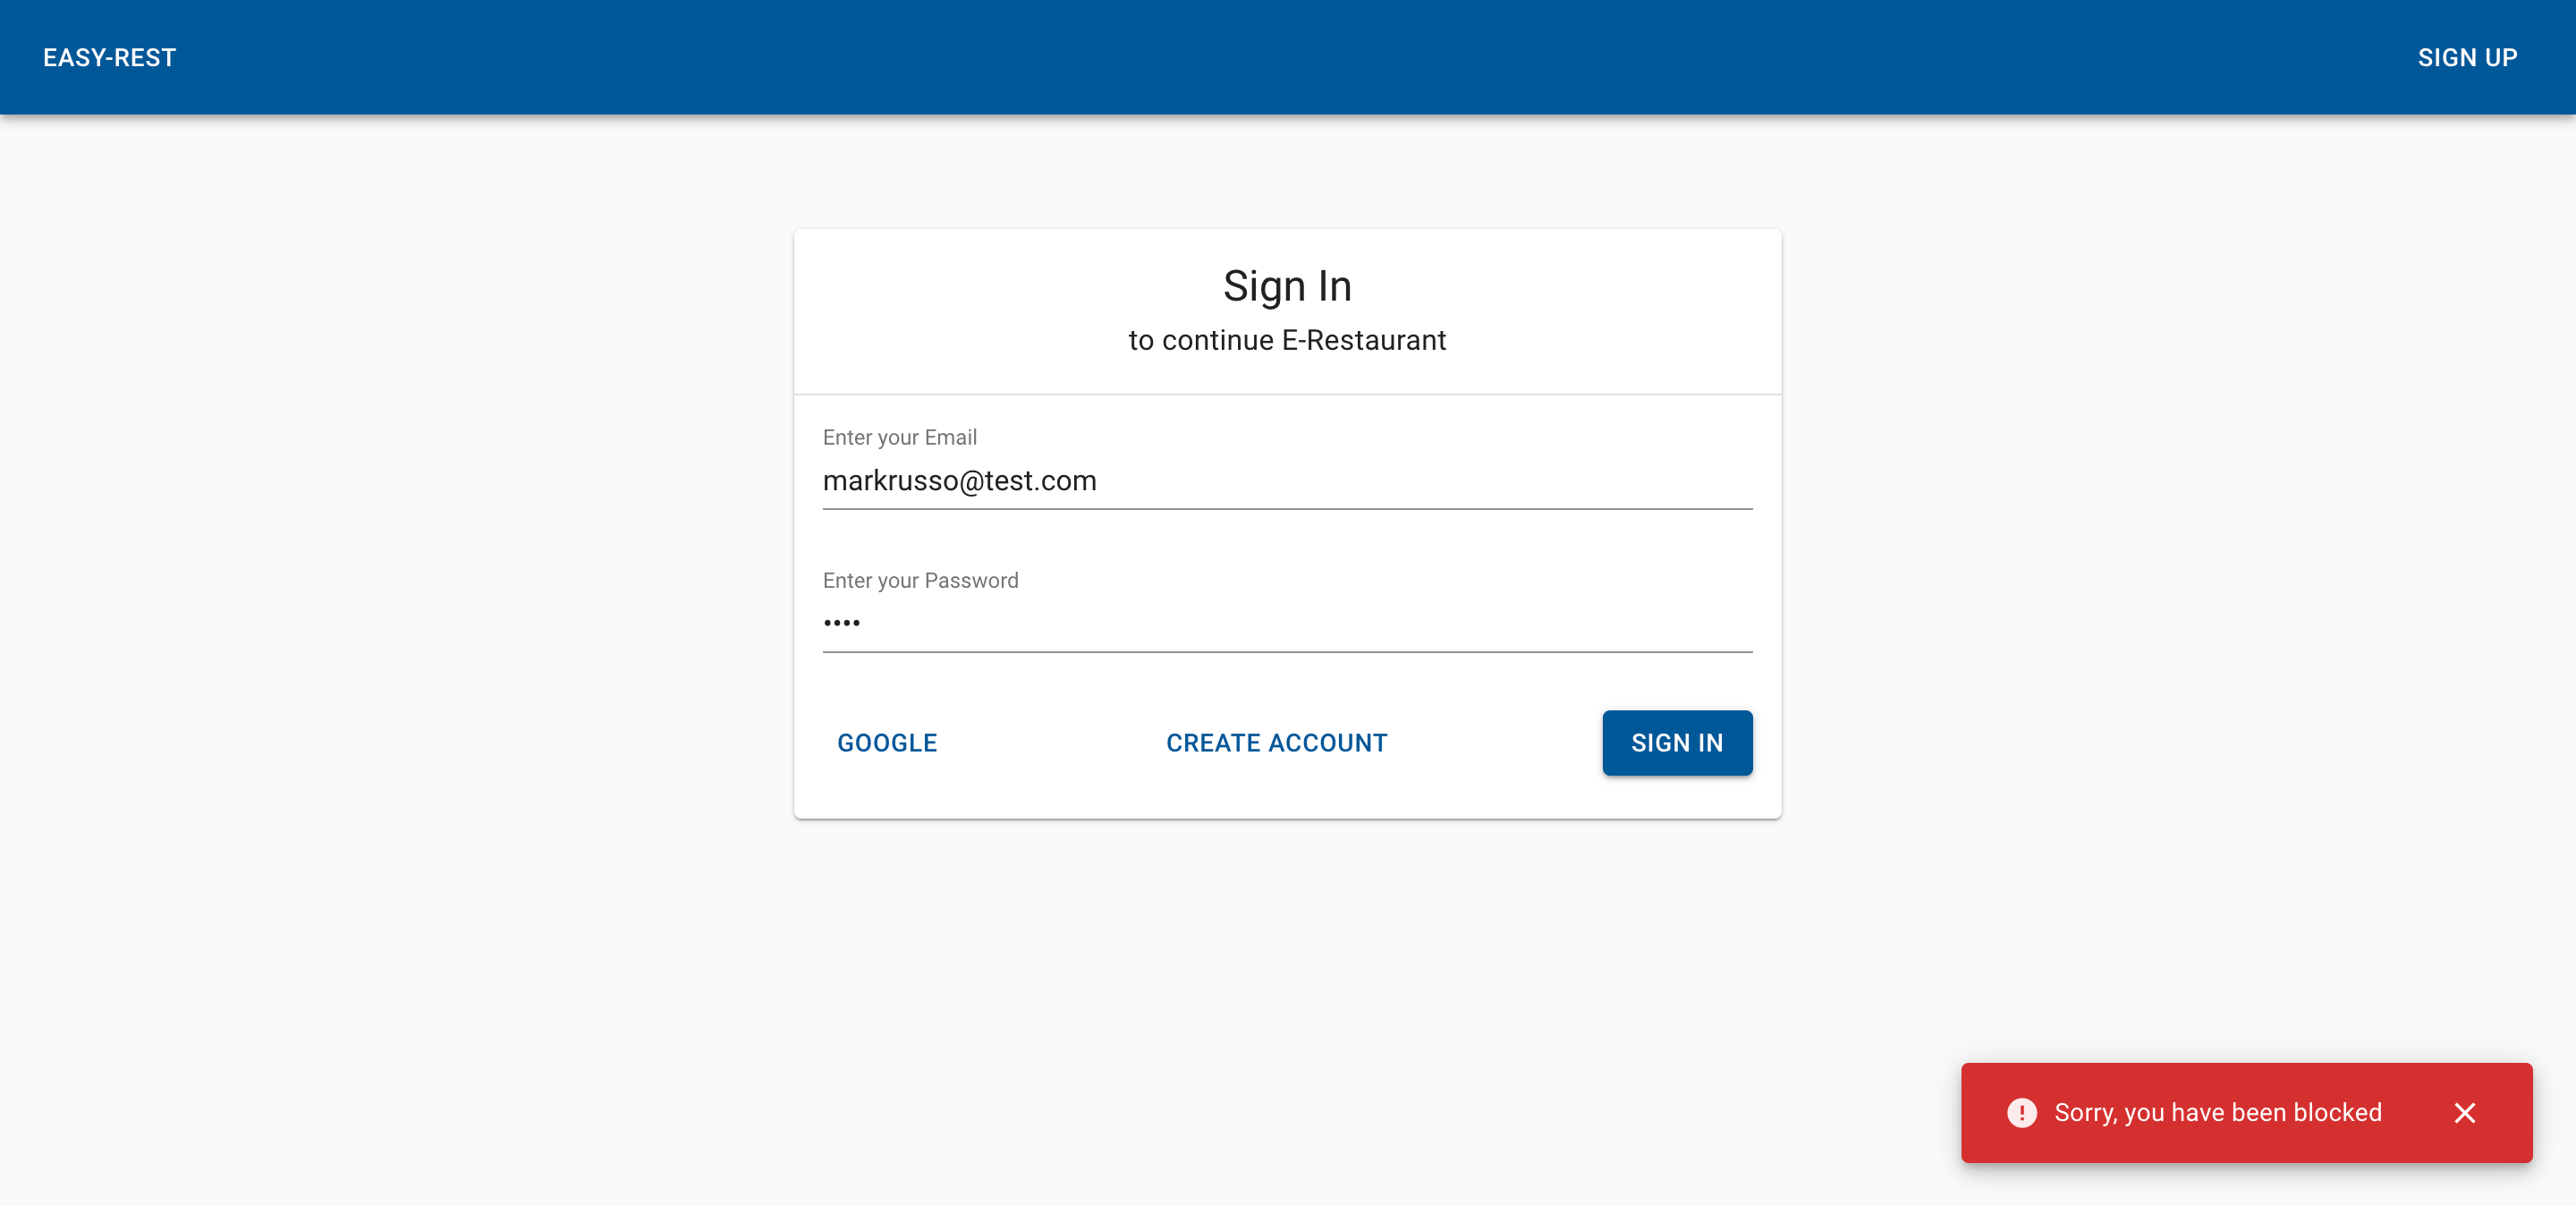 EASY-REST
SIGN UP
Sign In
to continue E-Restaurant
Enter your Email
markrusso@test.com
Enter your Password
••••
GOOGLE
CREATE ACCOUNT
SIGN IN
Sorry, you have been blocked